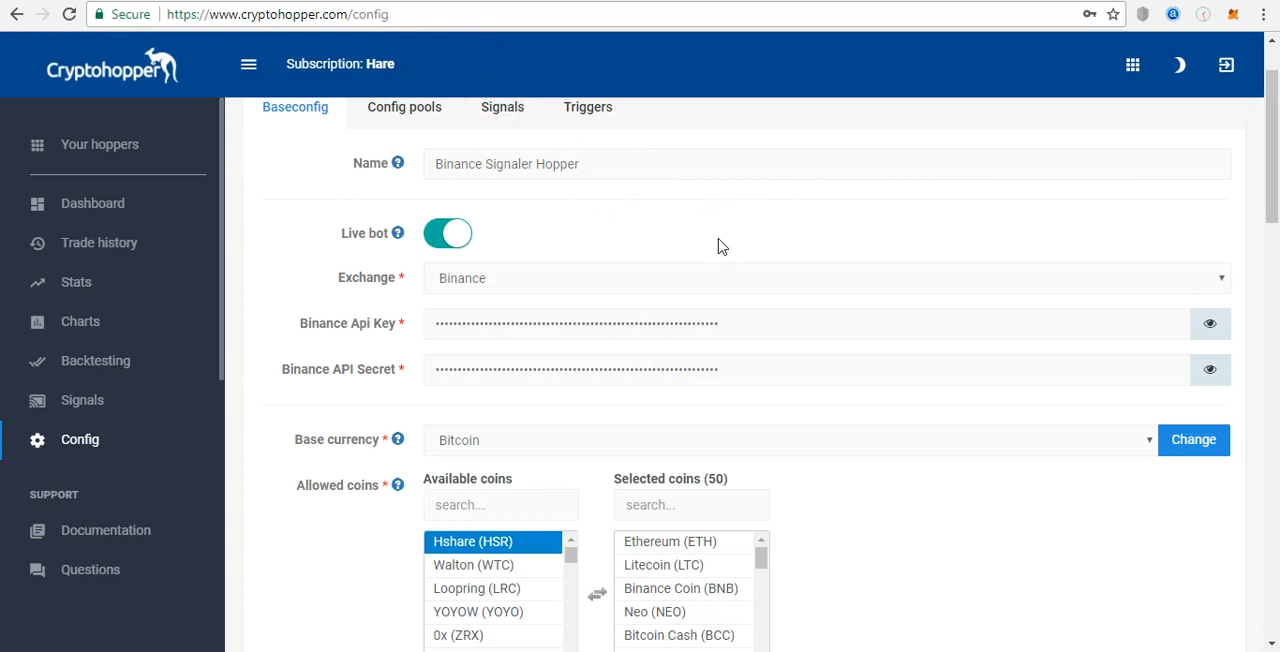 Secure https://www.cryptohopper.com/config
Cryptohopper Subscription: Hare
Your hoppers
Dashboard
Trade history
Stats
Charts
Backtesting
Signals
Config
SUPPORT
Documentation
Questions
Baseconfig Config pools Signals Triggers
Name Binance Signaler Hopper
Live bot
Exchange * Binance
Binance Api Key * ••••••••••••••••••••••••••••••••••••••••••••••••••••••••••••••••
Binance API Secret * ••••••••••••••••••••••••••••••••••••••••••••••••••••••••••••••••
Base currency * Bitcoin Change
Allowed coins * Available coins Selected coins (50)
search... search...
Hshare (HSR) Ethereum (ETH)
Walton (WTC) Litecoin (LTC)
Loopring (LRC) Binance Coin (BNB)
YOYOW (YOYO) Neo (NEO)
0x (ZRX) Bitcoin Cash (BCC)